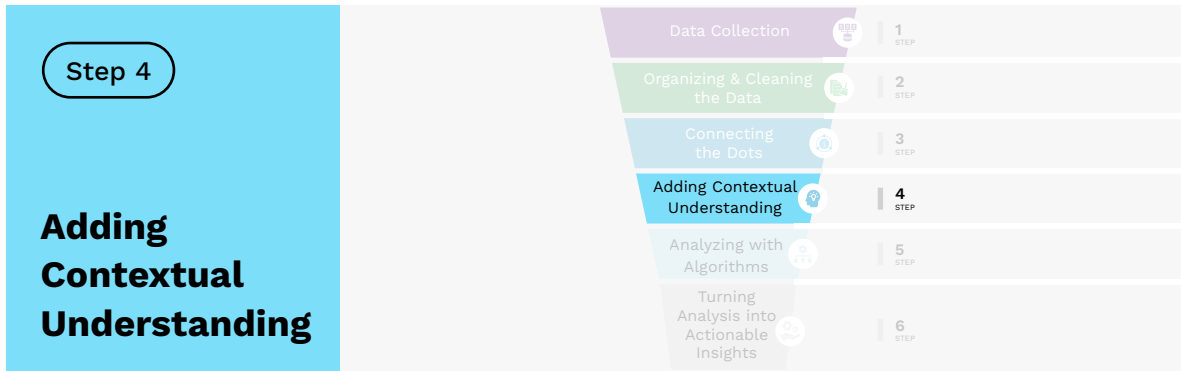 Step 4
Adding
Contextual
Understanding
Data Collection
1
STEP
Organizing & Cleaning
the Data
2
STEP
Connecting
the Dots
3
STEP
Adding Contextual
Understanding
4
STEP
Analyzing with
Algorithms
5
STEP
Turning
Analysis into
Actionable
Insights
6
STEP